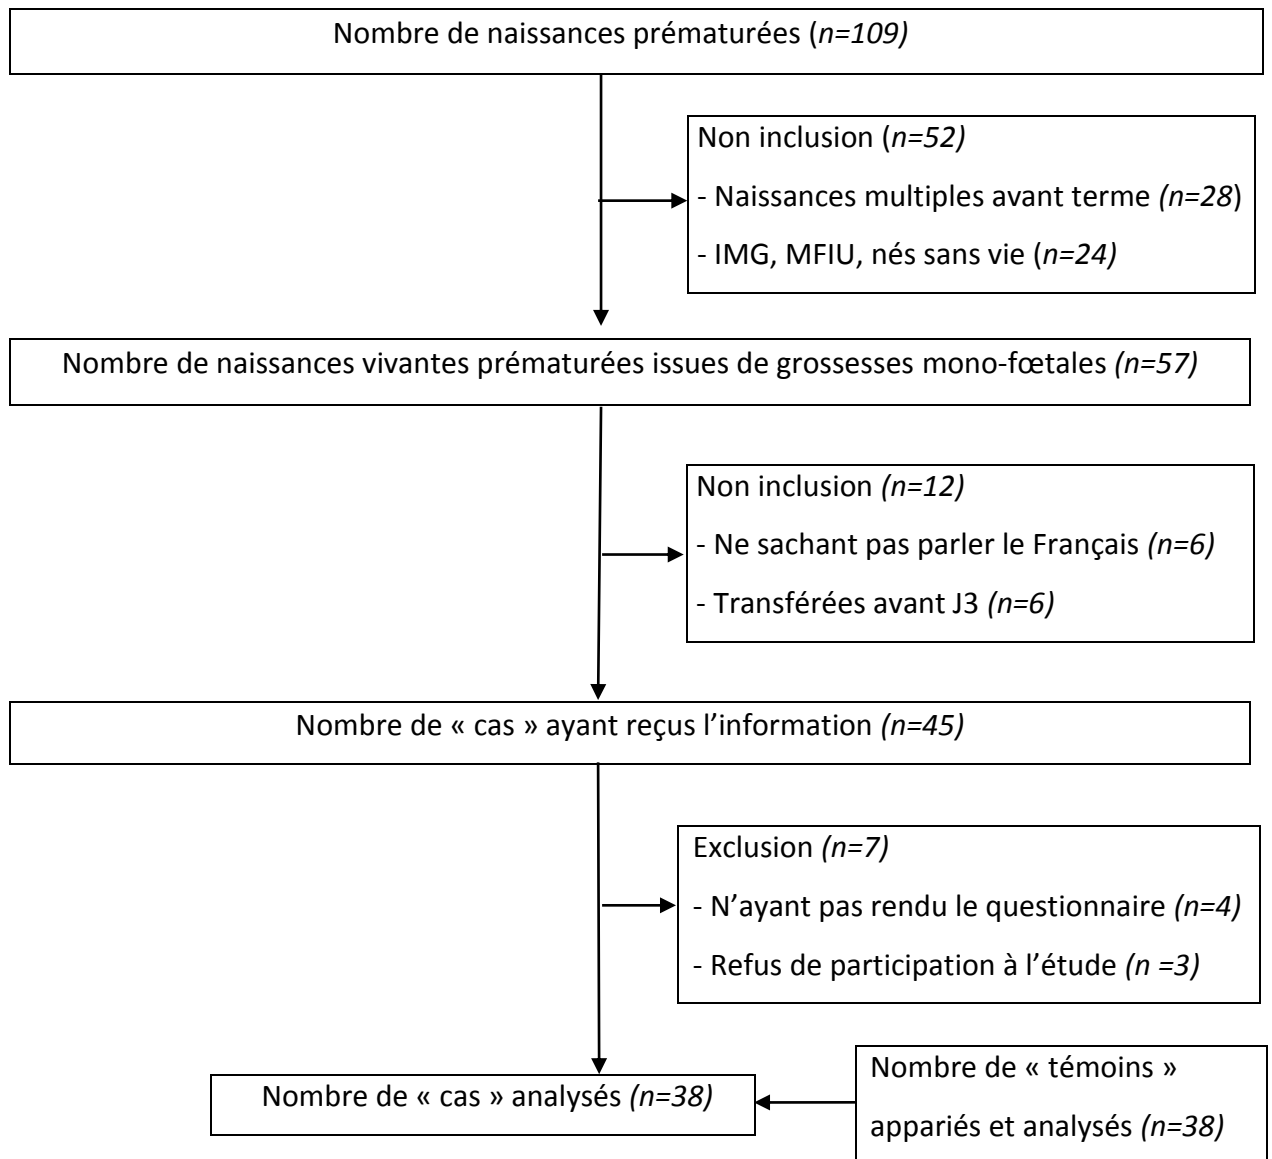 Nombre de naissances prématurées (n=109)
Non inclusion (n=52)
- Naissances multiples avant terme (n=28)
- IMG, MFIU, nés sans vie (n=24)
Nombre de naissances vivantes prématurées issues de grossesses mono-fœtales (n=57)
Non inclusion (n=12)
- Ne sachant pas parler le Français (n=6)
- Transférées avant J3 (n=6)
Nombre de « cas » ayant reçus l’information (n=45)
Exclusion (n=7)
- N’ayant pas rendu le questionnaire (n=4)
- Refus de participation à l’étude (n =3)
Nombre de « cas » analysés (n=38)
Nombre de « témoins »
appariés et analysés (n=38)